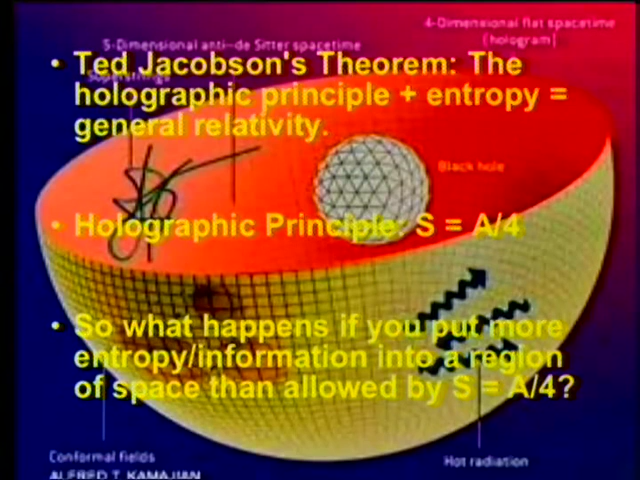 4-Dimensional flat spacetime
[hologram]
5-Dimensional anti-de Sitter spacetime
• Ted Jacobson's Theorem: The
Superstrings
holographic principle + entropy =
general relativity.
Black hole
• Holographic Principle: S = A/4
• So what happens if you put more
entropy/information into a region
of space than allowed by S = A/4?
Conformal fields
Hot radiation
ALFRED T. KAMAJIAN